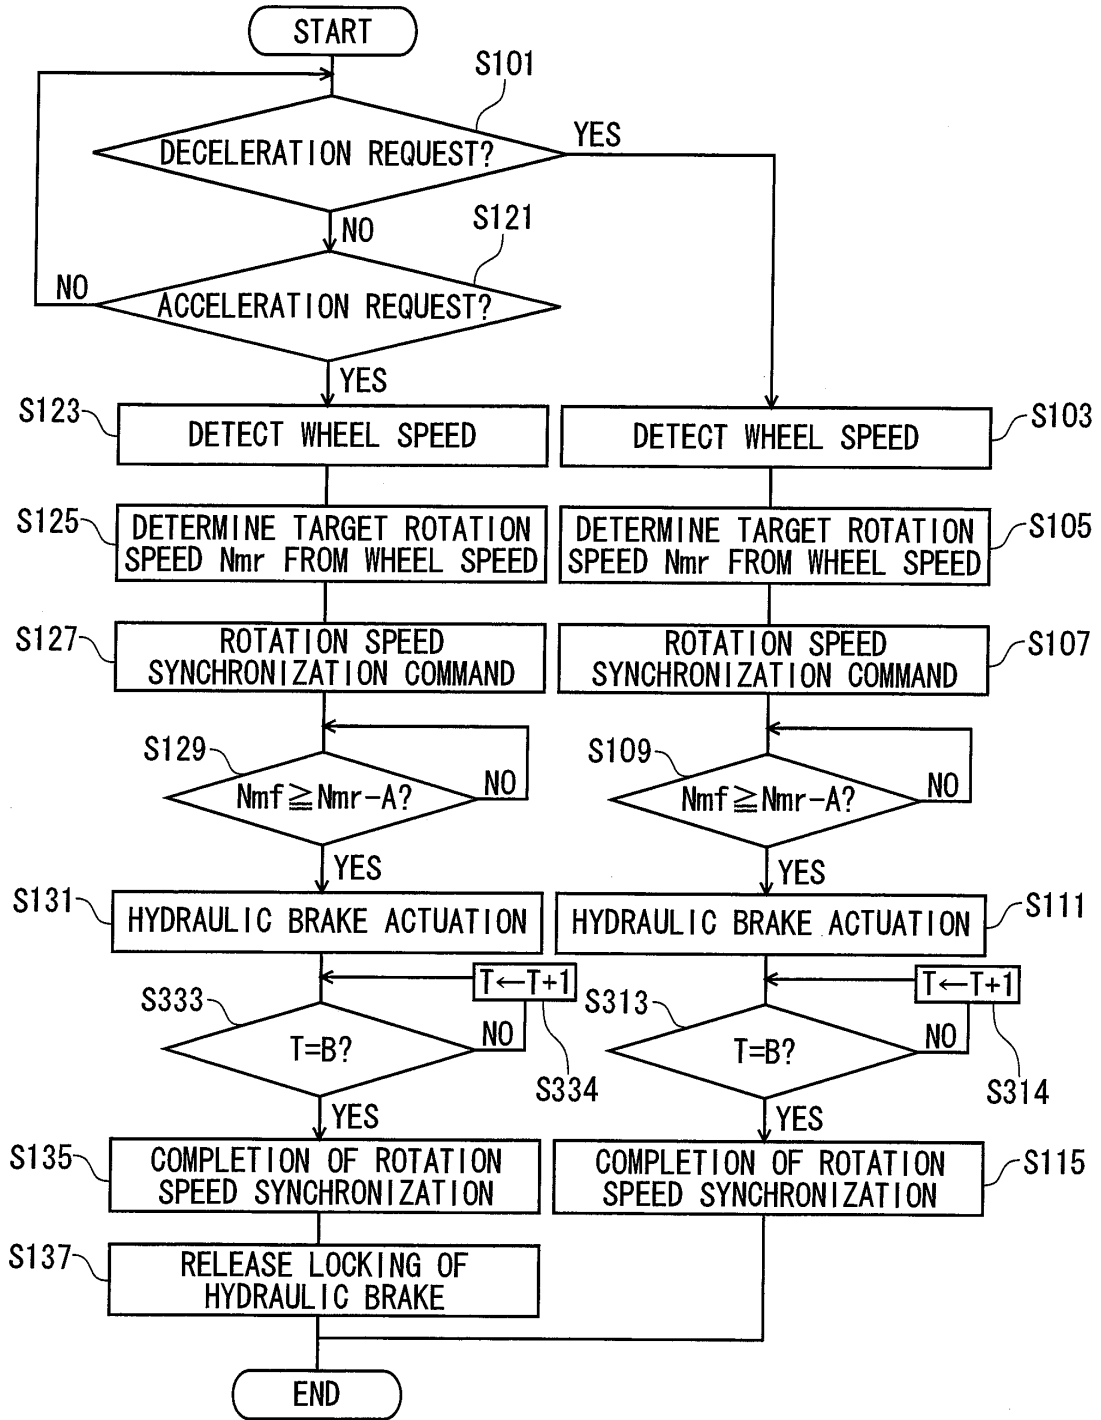 START
S101
DECELERATION REQUEST?
YES
NO
S121
ACCELERATION REQUEST?
NO
YES
S123
DETECT WHEEL SPEED
DETECT WHEEL SPEED
S103
S125
DETERMINE TARGET ROTATION
SPEED Nmr FROM WHEEL SPEED
DETERMINE TARGET ROTATION
SPEED Nmr FROM WHEEL SPEED
S105
S127
ROTATION SPEED
SYNCHRONIZATION COMMAND
ROTATION SPEED
SYNCHRONIZATION COMMAND
S107
S129
Nmf≧Nmr-A?
NO
YES
S109
Nmf≧Nmr-A?
NO
YES
S131
HYDRAULIC BRAKE ACTUATION
HYDRAULIC BRAKE ACTUATION
S111
S333
T←T+1
T=B?
NO
S334
YES
S313
T←T+1
T=B?
NO
S314
YES
S135
COMPLETION OF ROTATION
SPEED SYNCHRONIZATION
COMPLETION OF ROTATION
SPEED SYNCHRONIZATION
S115
S137
RELEASE LOCKING OF
HYDRAULIC BRAKE
END